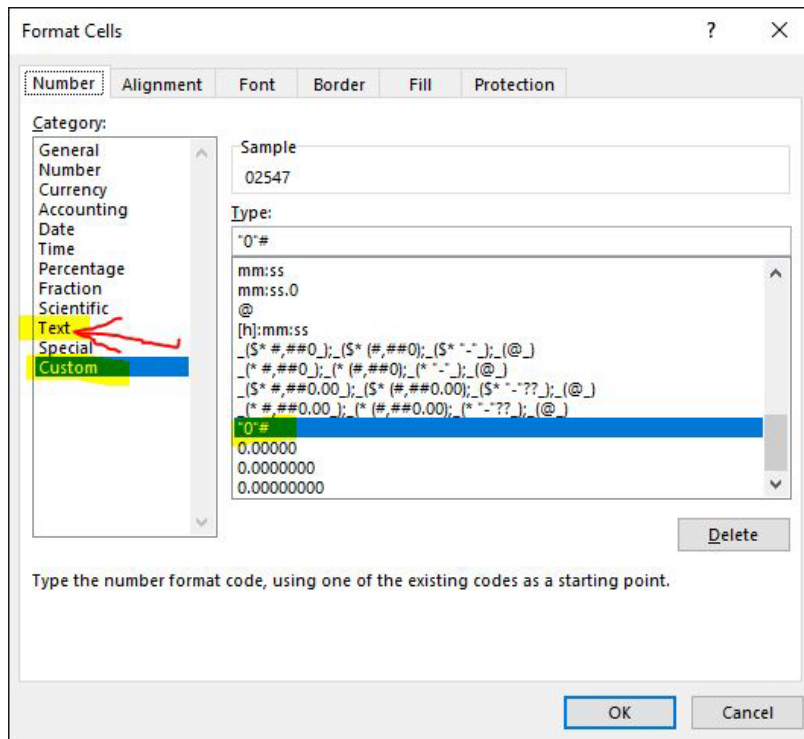 Format Cells ? ×
Number Alignment Font Border Fill Protection
Category:
General
Number
Currency
Accounting
Date
Time
Percentage
Fraction
Scientific
Text
Special
Custom
Sample
02547
Type:
"0"#
mm:ss
mm:ss.0
@
[h]:mm:ss
_($* #,##0_);_($* (#,##0);_($* "-"_);_(@_)
_(* #,##0_);_(* (#,##0);_(* "-"_);_(@_)
_($* #,##0.00_);_($* (#,##0.00);_($* "-"??_);_(@_)
_(* #,##0.00_);_(* (#,##0.00);_(* "-"??_);_(@_)
"0"#
0.00000
0.0000000
0.00000000
Delete
Type the number format code, using one of the existing codes as a starting point.
OK Cancel